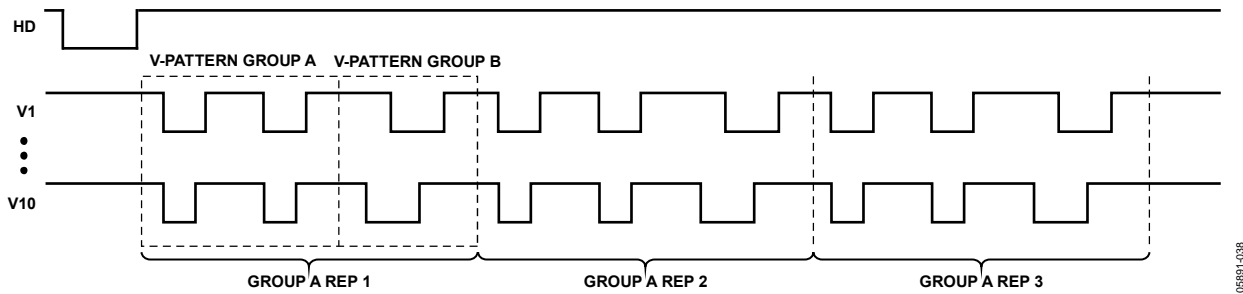 HD
V-PATTERN GROUP A
V-PATTERN GROUP B
V1
V10
GROUP A REP 1
GROUP A REP 2
GROUP A REP 3
05891-038